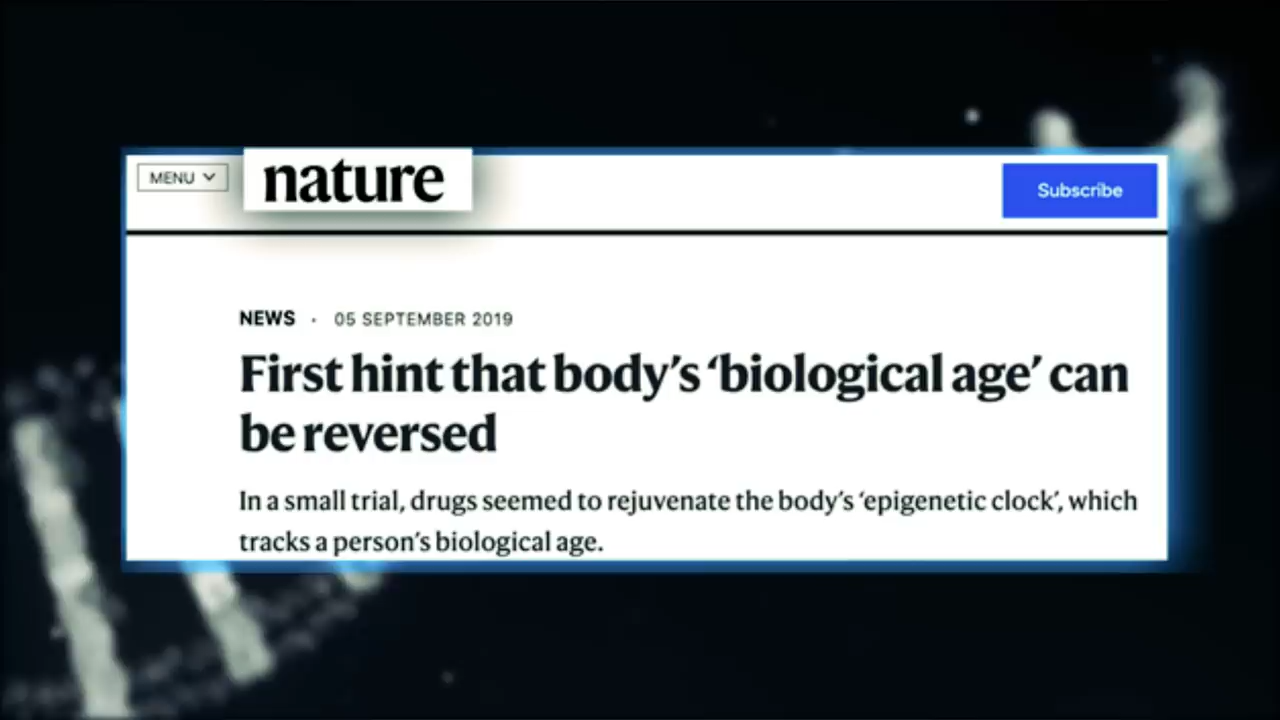 MENU
nature
Subscribe
NEWS · 05 SEPTEMBER 2019
First hint that body’s ‘biological age’ can
be reversed
In a small trial, drugs seemed to rejuvenate the body’s ‘epigenetic clock’, which
tracks a person’s biological age.